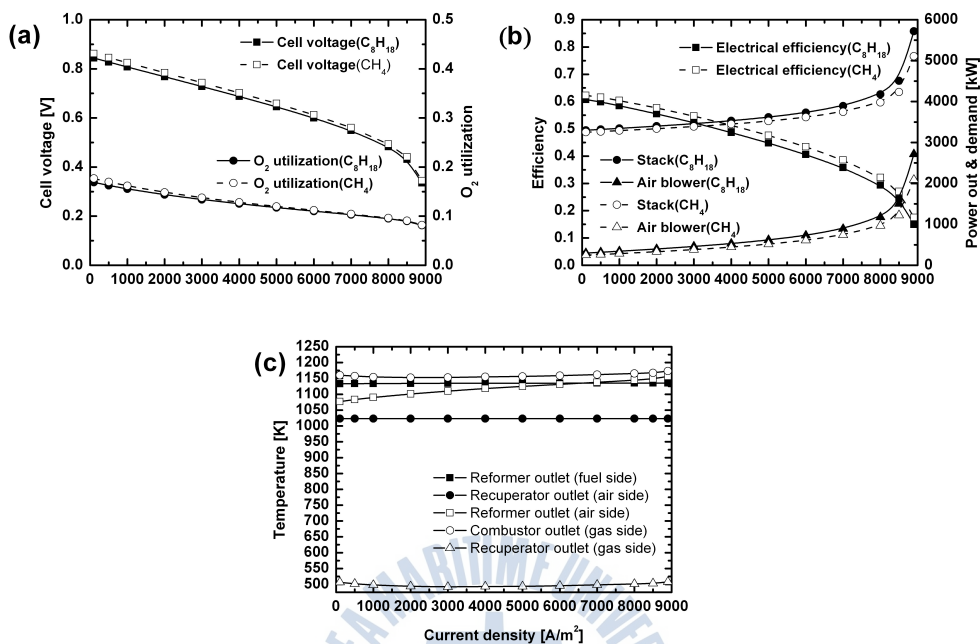 (a)
0.5
0.4
0.3
0.2
0.1
0.0
O₂ utilization
1.0
0.8
0.6
0.4
0.2
0.0
Cell voltage [V]
Cell voltage(C₈H₁₈)
Cell voltage(CH₄)
O₂ utilization(C₈H₁₈)
O₂ utilization(CH₄)
0 1000 2000 3000 4000 5000 6000 7000 8000 9000
(b)
0.9
0.8
0.7
0.6
0.5
0.4
0.3
0.2
0.1
0.0
Efficiency
6000
5000
4000
3000
2000
1000
0
Power out & demand [kW]
Electrical efficiency(C₈H₁₈)
Electrical efficiency(CH₄)
Stack(C₈H₁₈)
Air blower(C₈H₁₈)
Stack(CH₄)
Air blower(CH₄)
0 1000 2000 3000 4000 5000 6000 7000 8000 9000
(c)
1250
1200
1150
1100
1050
1000
950
900
850
800
750
700
650
600
550
500
Temperature [K]
Reformer outlet (fuel side)
Recuperator outlet (air side)
Reformer outlet (air side)
Combustor outlet (gas side)
Recuperator outlet (gas side)
0 1000 2000 3000 4000 5000 6000 7000 8000 9000
Current density [A/m²]